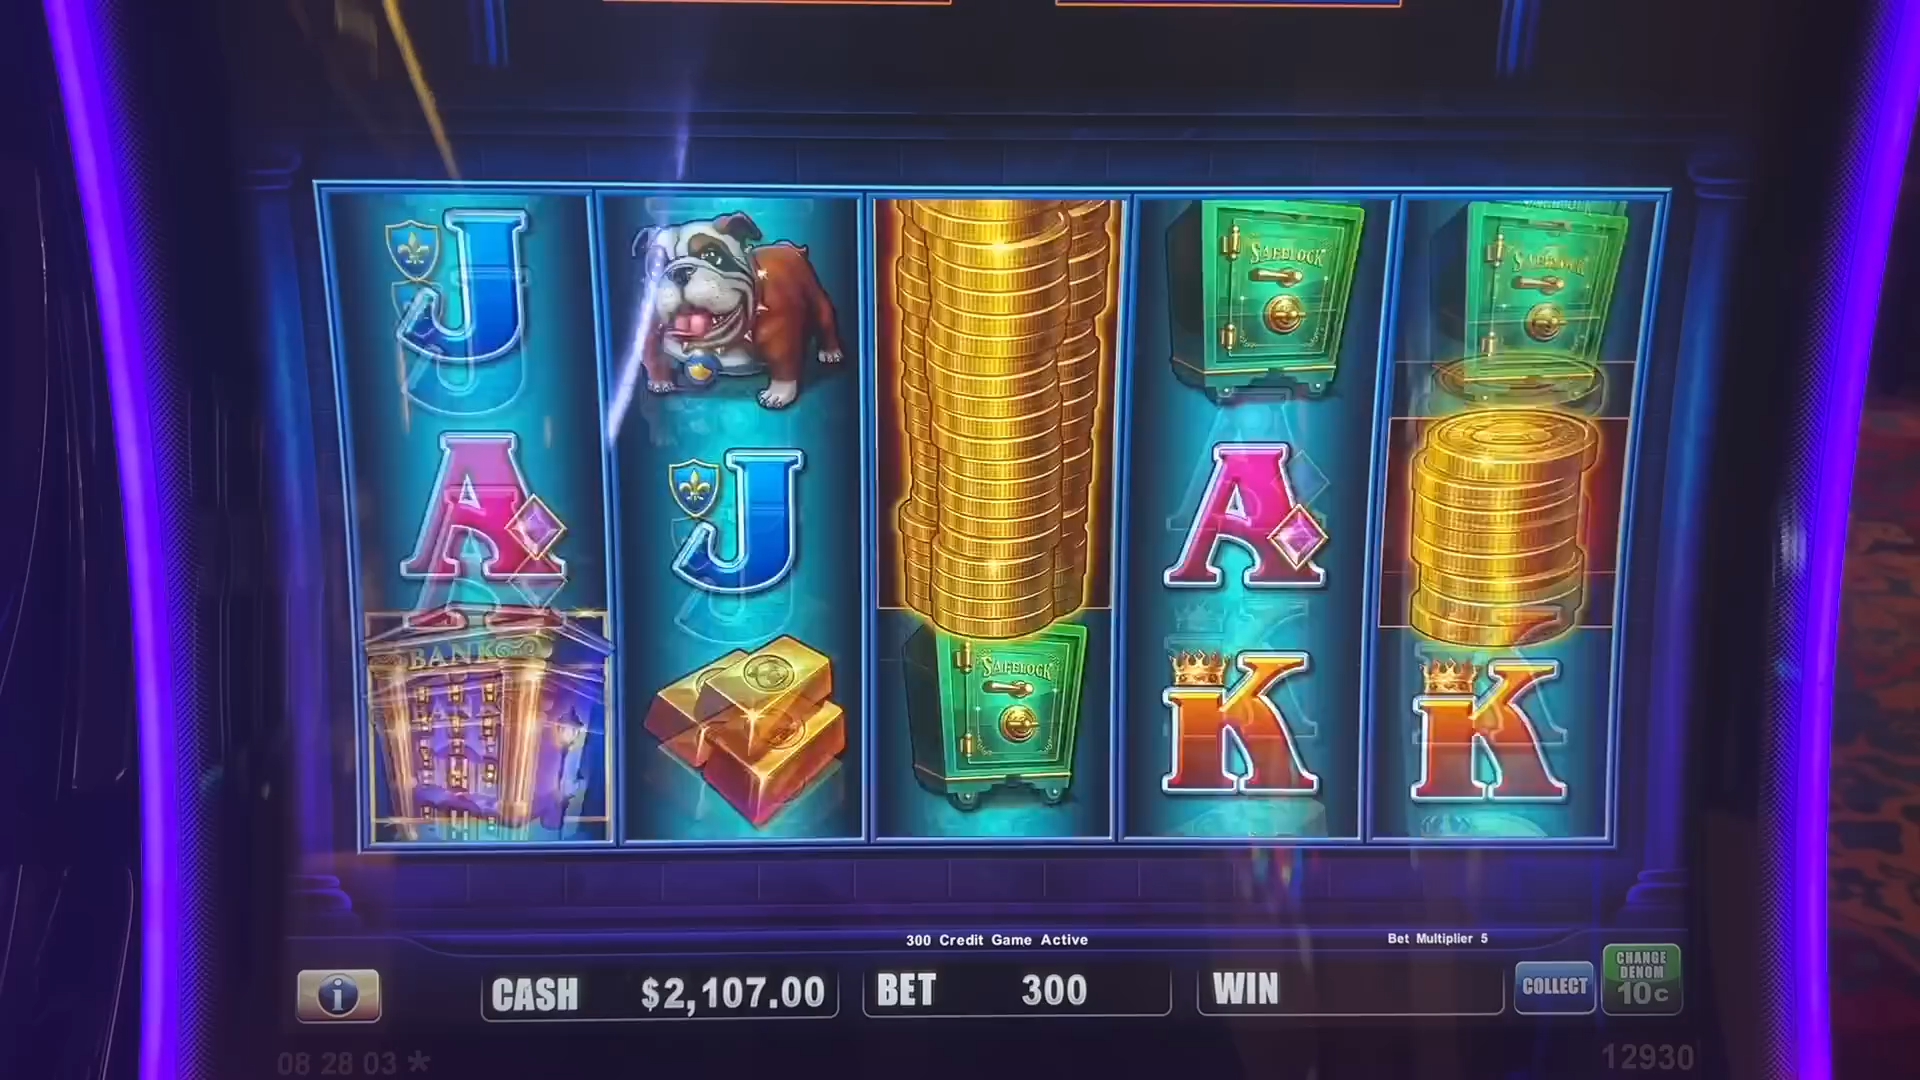 J
SAFELOCK
SAFELOCK
A
J
A
BANK
SAFELOCK
K
K
300 Credit Game Active
Bet Multiplier 5
CASH $2,107.00
BET 300
WIN
COLLECT
CHANGE
DENOM
10¢
08 28 03 *
12930